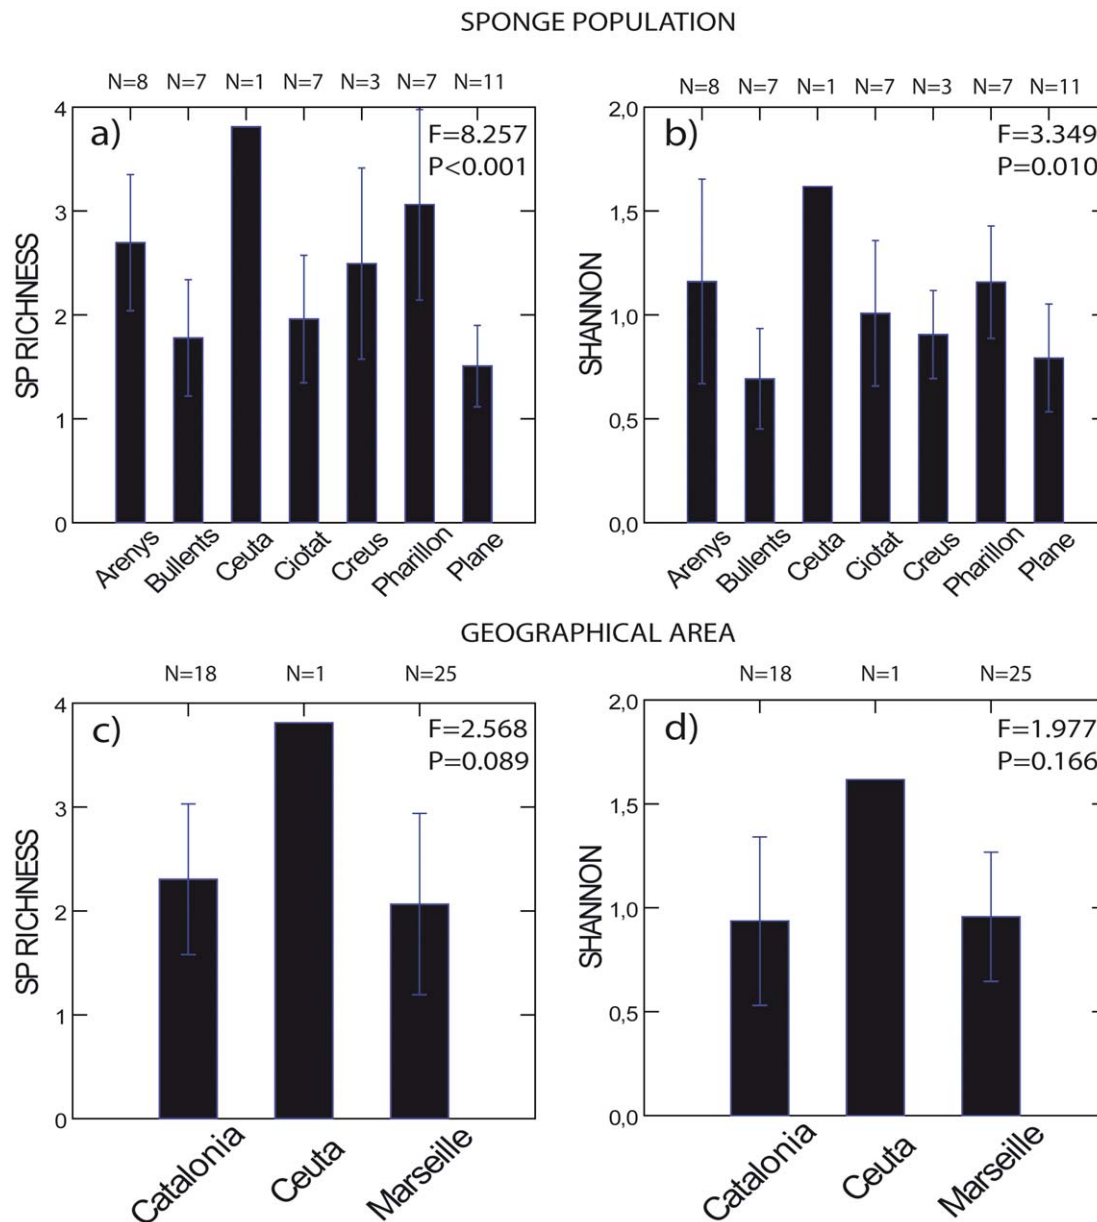 SPONGE POPULATION
N=8 N=7 N=1 N=7 N=3 N=7 N=11
a)
F=8.257
P<0.001
SP RICHNESS
4
3
2
1
0
Arenys Bullents Ceuta Ciotat Creus Pharillon Plane
N=8 N=7 N=1 N=7 N=3 N=7 N=11
b)
F=3.349
P=0.010
SHANNON
2,0
1,5
1,0
0,5
0,0
Arenys Bullents Ceuta Ciotat Creus Pharillon Plane
GEOGRAPHICAL AREA
N=18 N=1 N=25
c)
F=2.568
P=0.089
SP RICHNESS
4
3
2
1
0
Catalonia Ceuta Marseille
N=18 N=1 N=25
d)
F=1.977
P=0.166
SHANNON
2,0
1,5
1,0
0,5
0,0
Catalonia Ceuta Marseille